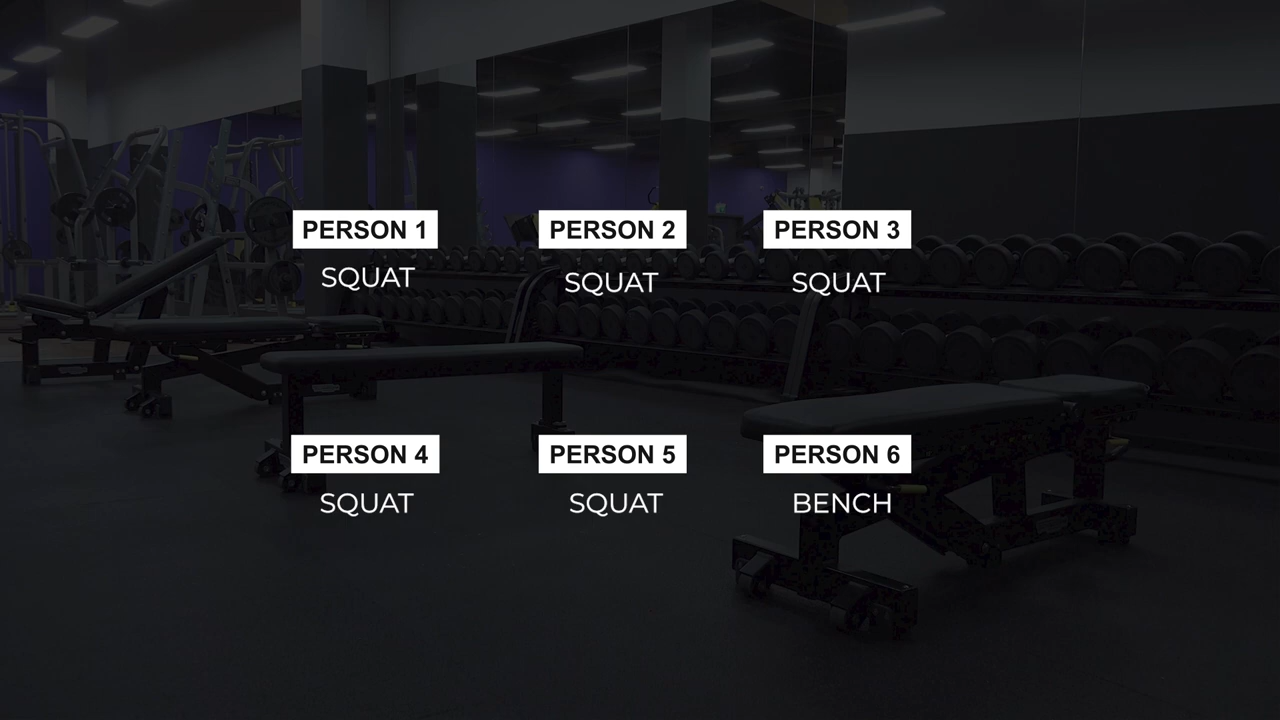 PERSON 1
PERSON 2
PERSON 3
SQUAT
SQUAT
SQUAT
PERSON 4
PERSON 5
PERSON 6
SQUAT
SQUAT
BENCH